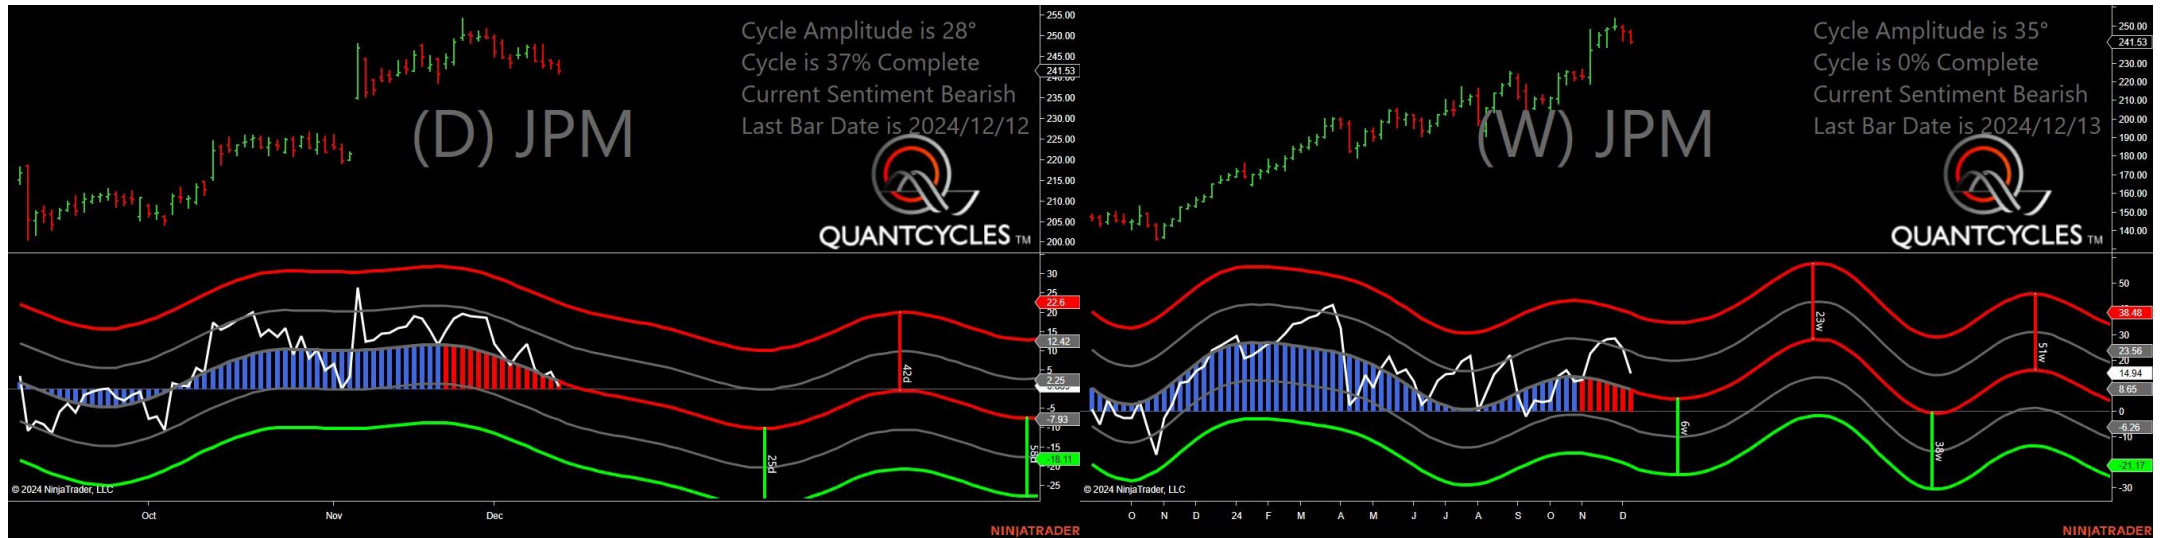 Cycle Amplitude is 28°
Cycle is 37% Complete
Current Sentiment Bearish
Last Bar Date is 2024/12/12
(D) JPM
QUANTCYCLES TM
255.00
250.00
245.00
241.53
240.00
235.00
230.00
225.00
220.00
215.00
210.00
205.00
200.00
30
22.6
20
15
12.42
10
2.25
-5
-7.93
-10
-15
-18.11
-20
-25
42d
25d
58d
© 2024 NinjaTrader, LLC
Oct
Nov
Dec
NINJATRADER
Cycle Amplitude is 35°
Cycle is 0% Complete
Current Sentiment Bearish
Last Bar Date is 2024/12/13
(W) JPM
QUANTCYCLES TM
250.00
241.53
230.00
220.00
210.00
200.00
190.00
180.00
170.00
160.00
150.00
140.00
50
38.48
30
23.56
20
14.94
8.65
0
-6.26
-10
-21.17
-30
23w
51w
6w
38w
© 2024 NinjaTrader, LLC
O N D 24 F M A M J J A S O N D
NINJATRADER